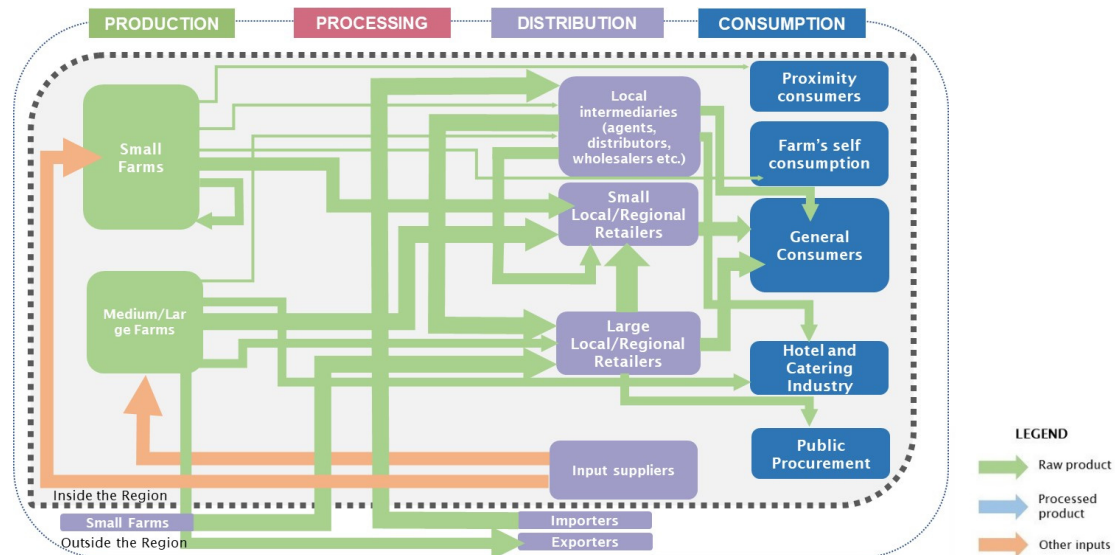 PRODUCTION
PROCESSING
DISTRIBUTION
CONSUMPTION
Small
Farms
Medium/Lar
ge Farms
Local
intermediaries
(agents,
distributors,
wholesalers etc.)
Small
Local/Regional
Retailers
Large
Local/Regional
Retailers
Input suppliers
Proximity
consumers
Farm's self
consumption
General
Consumers
Hotel and
Catering
Industry
Public
Procurement
Inside the Region
Small Farms
Outside the Region
Importers
Exporters
LEGEND
Raw product
Processed
product
Other inputs